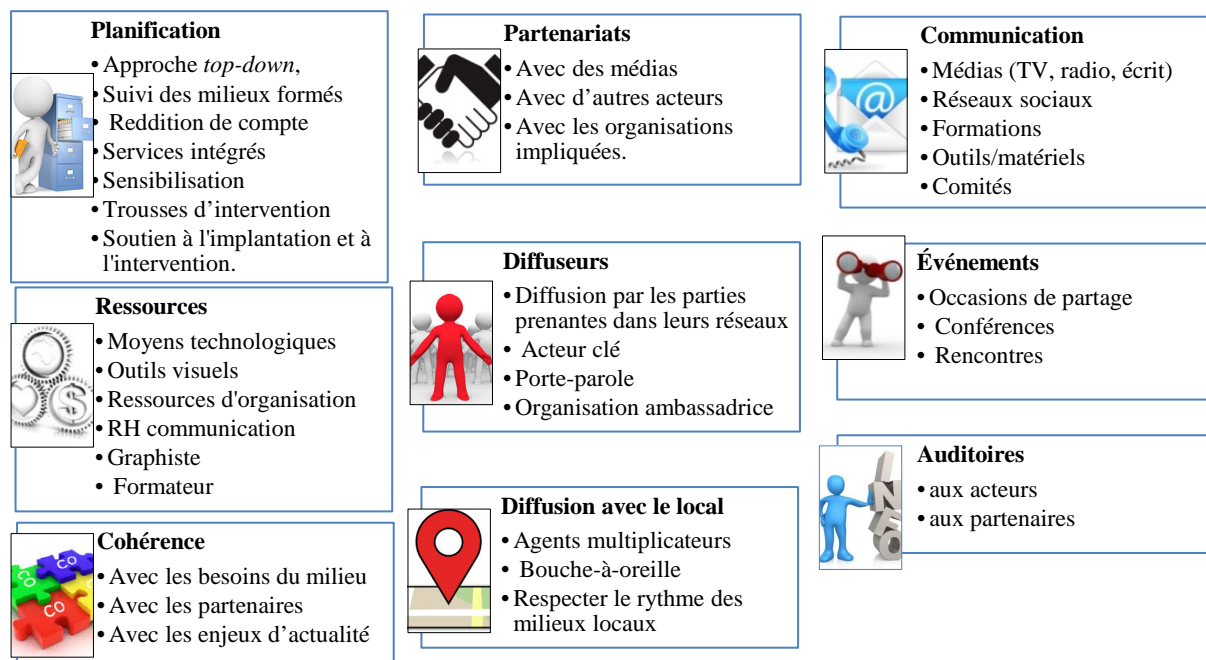 Planification
• Approche top-down,
• Suivi des milieux formés
• Reddition de compte
• Services intégrés
• Sensibilisation
• Trousses d’intervention
• Soutien à l'implantation et à
l'intervention.
Ressources
• Moyens technologiques
• Outils visuels
• Ressources d'organisation
• RH communication
• Graphiste
• Formateur
Cohérence
• Avec les besoins du milieu
• Avec les partenaires
• Avec les enjeux d’actualité
CO
CO
CO
Partenariats
• Avec des médias
• Avec d’autres acteurs
• Avec les organisations
impliquées.
Diffuseurs
• Diffusion par les parties
prenantes dans leurs réseaux
• Acteur clé
• Porte-parole
• Organisation ambassadrice
Diffusion avec le local
• Agents multiplicateurs
• Bouche-à-oreille
• Respecter le rythme des
milieux locaux
Communication
• Médias (TV, radio, écrit)
• Réseaux sociaux
• Formations
• Outils/matériels
• Comités
@
Événements
• Occasions de partage
• Conférences
• Rencontres
Auditoires
• aux acteurs
• aux partenaires
INFO
$